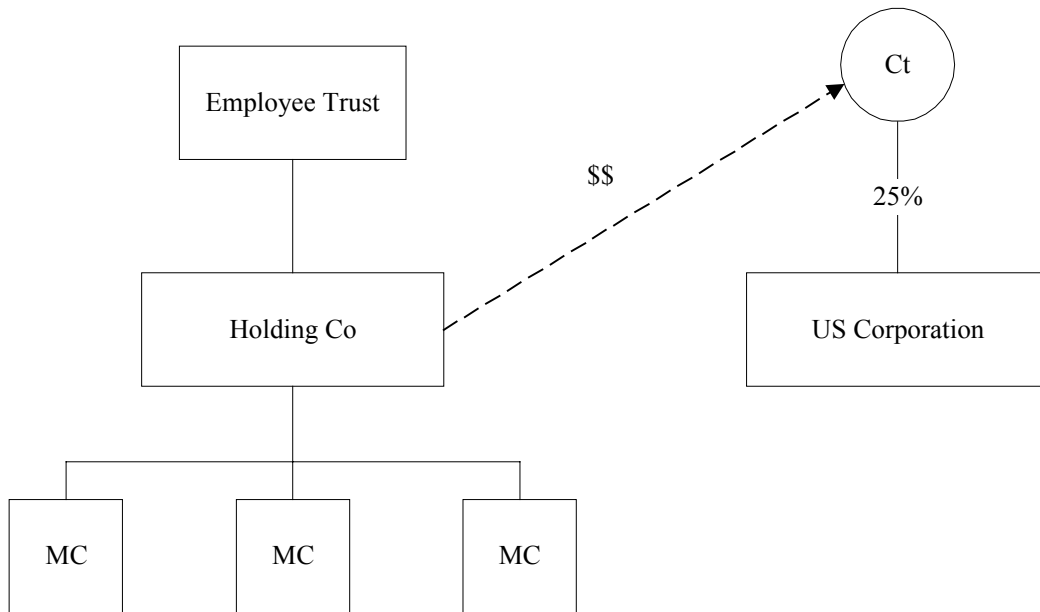 Ct
Employee Trust
$$
25%
Holding Co
US Corporation
MC
MC
MC